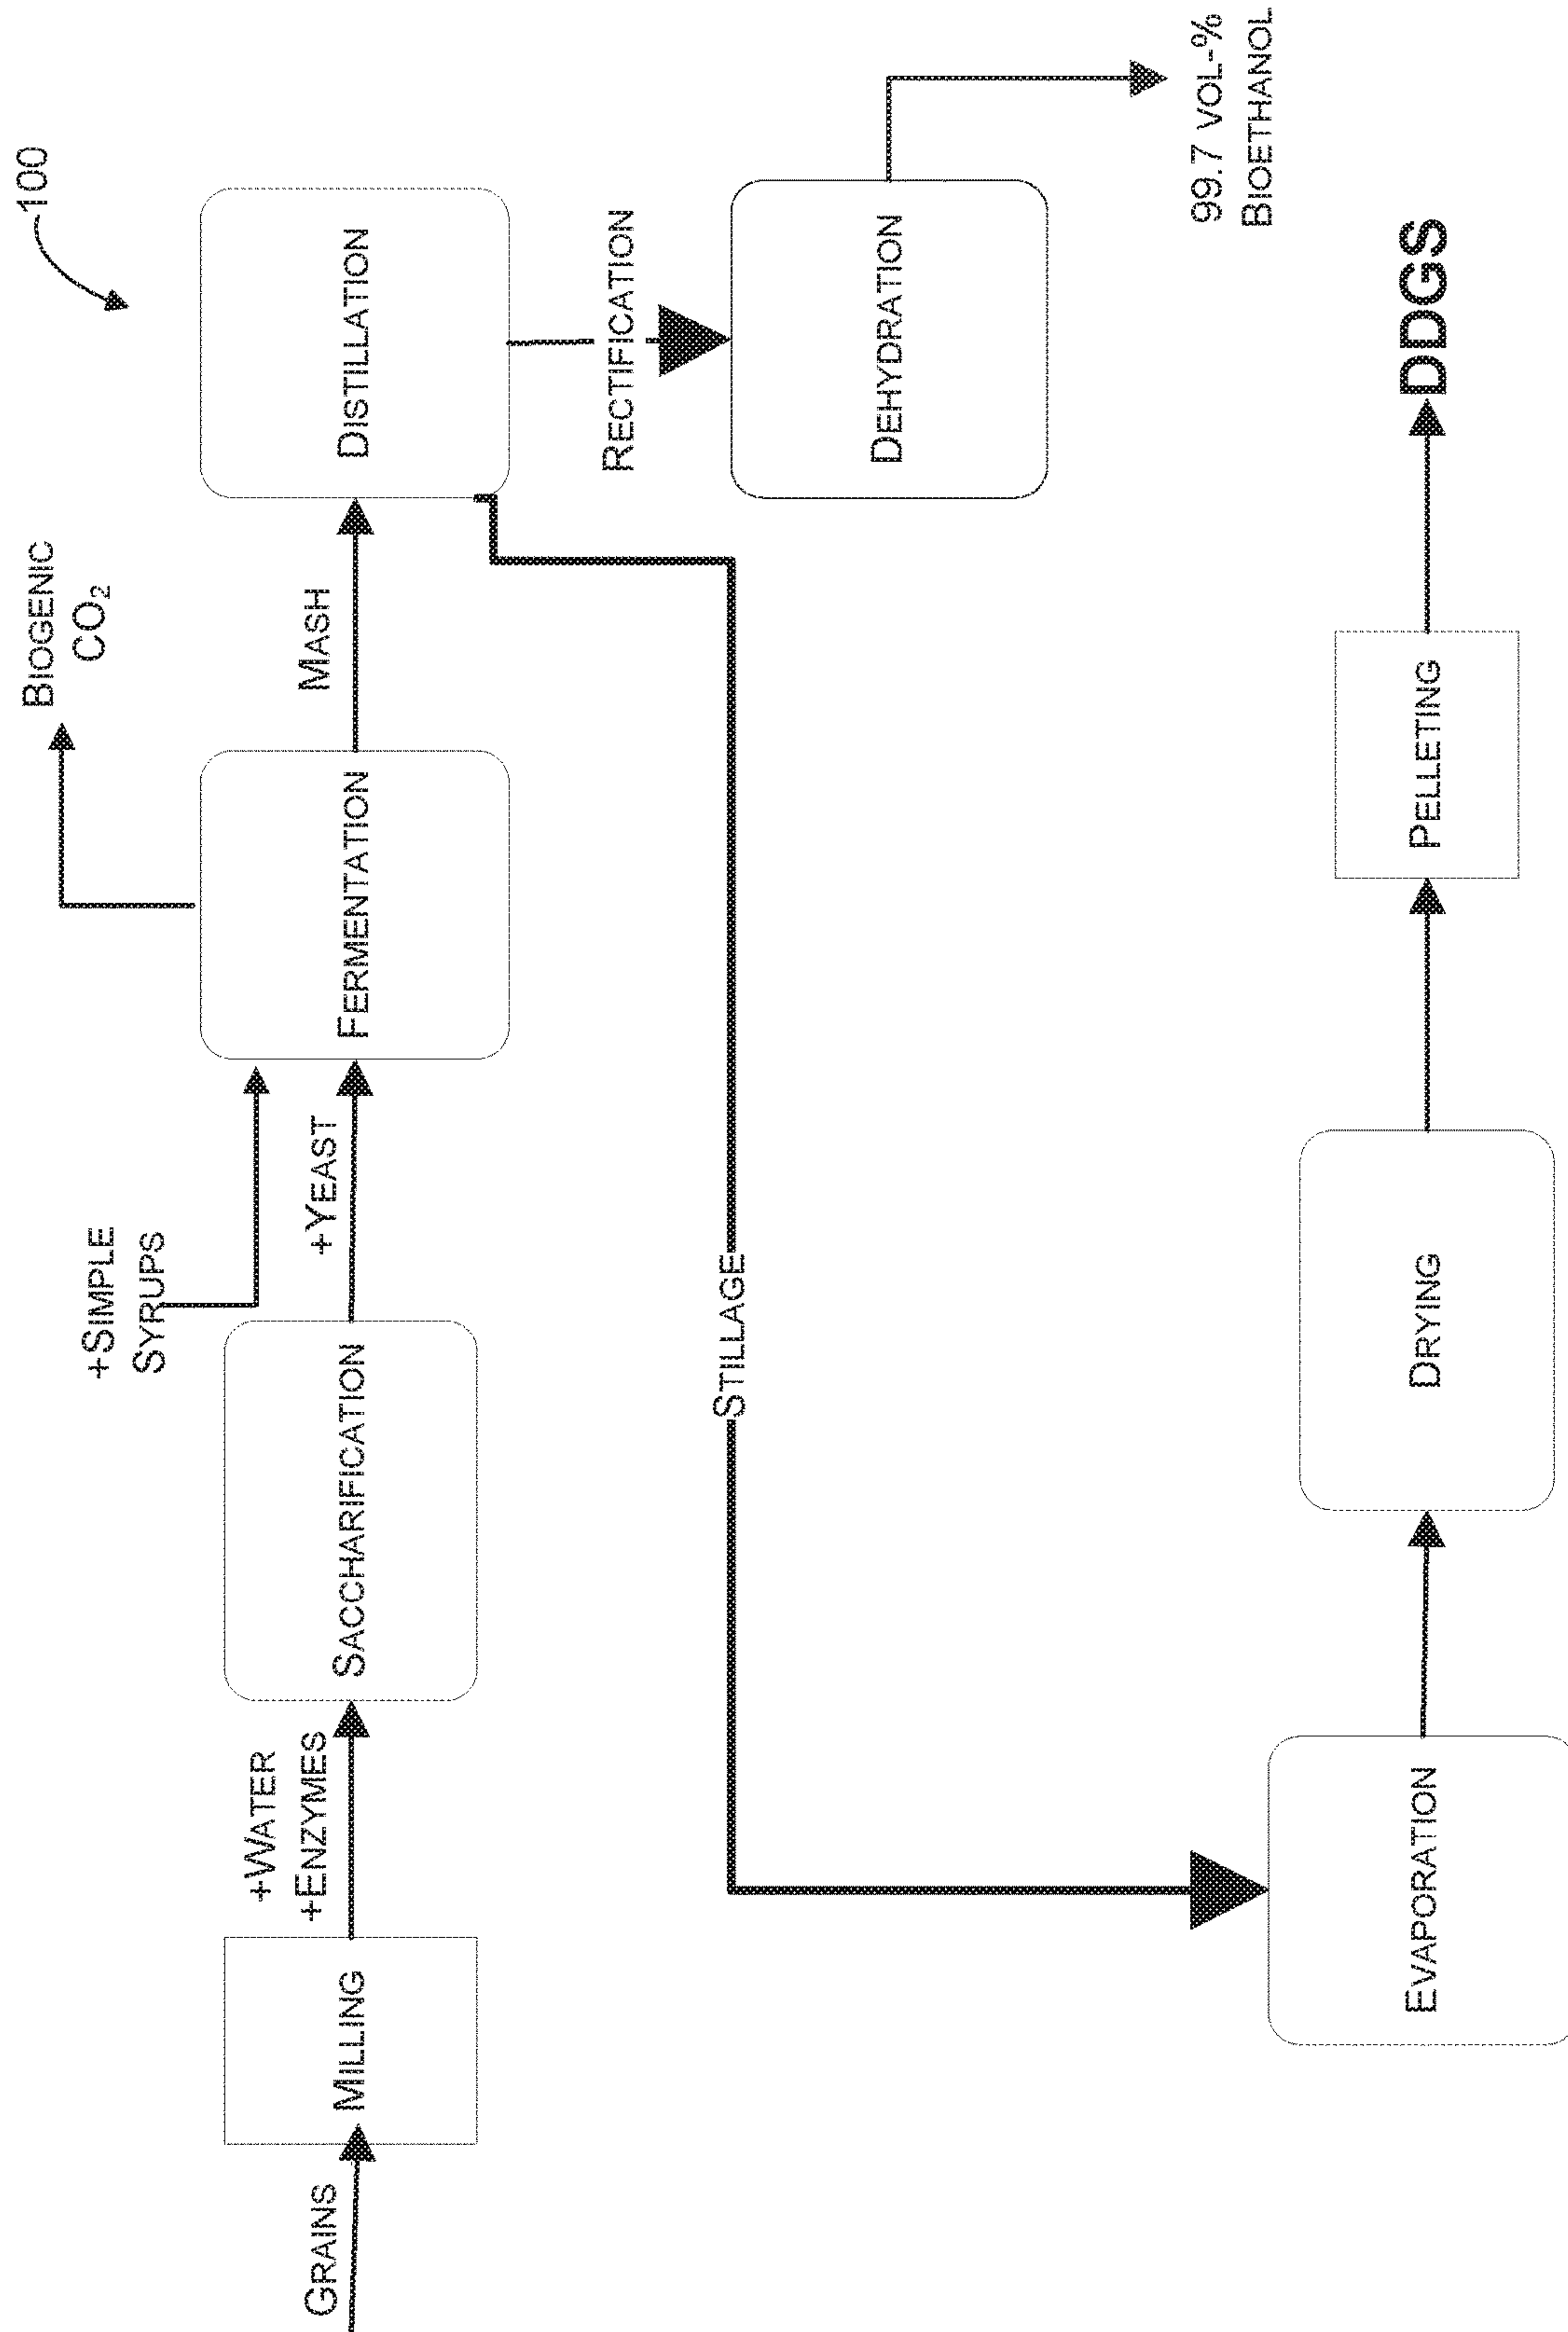 100
GRAINS
MILLING
+WATER
+ENZYMES
SACCHARIFICATION
+SIMPLE
SYRUPS
+YEAST
FERMENTATION
BIOGENIC
CO₂
MASH
DISTILLATION
RECTIFICATION
DEHYDRATION
99.7 VOL-%
BIOETHANOL
STILLAGE
EVAPORATION
DRYING
PELLETING
DDGS